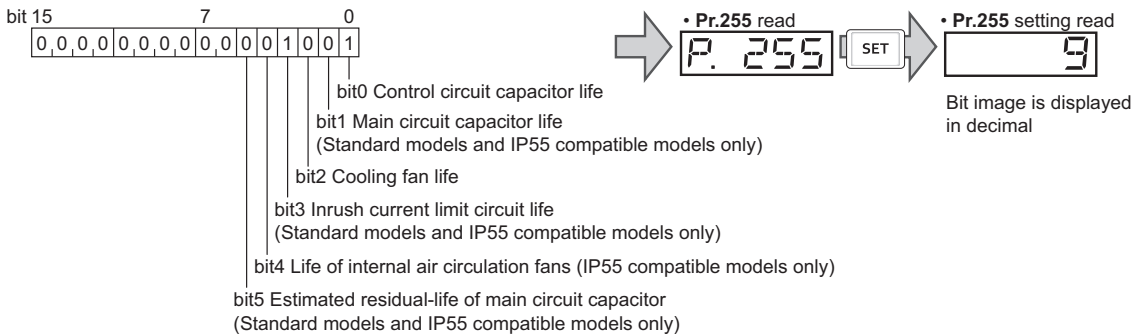 bit 15 7 0
0 0 0 0 0 0 0 0 0 0 0 0 1 0 0 1
bit0 Control circuit capacitor life
bit1 Main circuit capacitor life
(Standard models and IP55 compatible models only)
bit2 Cooling fan life
bit3 Inrush current limit circuit life
(Standard models and IP55 compatible models only)
bit4 Life of internal air circulation fans (IP55 compatible models only)
bit5 Estimated residual-life of main circuit capacitor
(Standard models and IP55 compatible models only)
• Pr.255 read
P. 255
SET
• Pr.255 setting read
9
Bit image is displayed
in decimal